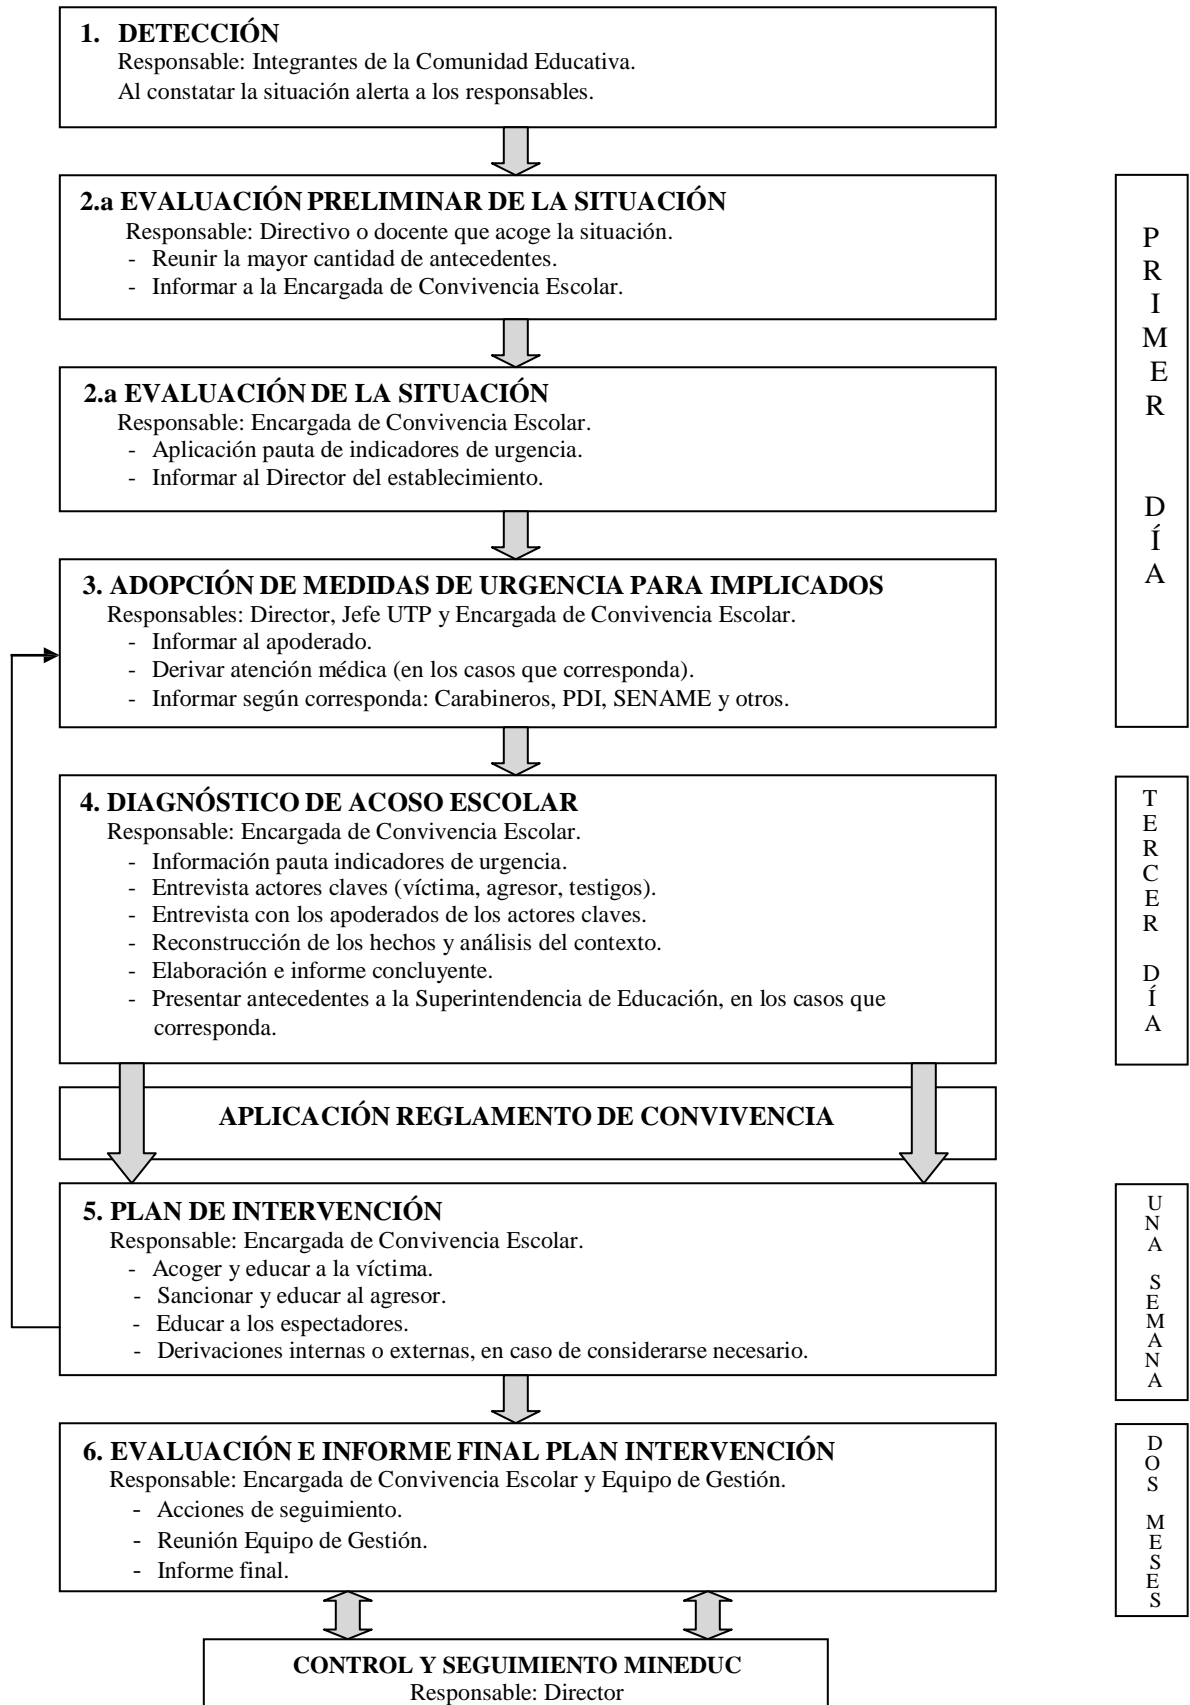 1. DETECCIÓN
Responsable: Integrantes de la Comunidad Educativa.
Al constatar la situación alerta a los responsables.
2.a EVALUACIÓN PRELIMINAR DE LA SITUACIÓN
Responsable: Directivo o docente que acoge la situación.
- Reunir la mayor cantidad de antecedentes.
- Informar a la Encargada de Convivencia Escolar.
2.a EVALUACIÓN DE LA SITUACIÓN
Responsable: Encargada de Convivencia Escolar.
- Aplicación pauta de indicadores de urgencia.
- Informar al Director del establecimiento.
3. ADOPCIÓN DE MEDIDAS DE URGENCIA PARA IMPLICADOS
Responsables: Director, Jefe UTP y Encargada de Convivencia Escolar.
- Informar al apoderado.
- Derivar atención médica (en los casos que corresponda).
- Informar según corresponda: Carabineros, PDI, SENAME y otros.
PRIMER DÍA
4. DIAGNÓSTICO DE ACOSO ESCOLAR
Responsable: Encargada de Convivencia Escolar.
- Información pauta indicadores de urgencia.
- Entrevista actores claves (víctima, agresor, testigos).
- Entrevista con los apoderados de los actores claves.
- Reconstrucción de los hechos y análisis del contexto.
- Elaboración e informe concluyente.
- Presentar antecedentes a la Superintendencia de Educación, en los casos que
corresponda.
TERCER DÍA
APLICACIÓN REGLAMENTO DE CONVIVENCIA
5. PLAN DE INTERVENCIÓN
Responsable: Encargada de Convivencia Escolar.
- Acoger y educar a la víctima.
- Sancionar y educar al agresor.
- Educar a los espectadores.
- Derivaciones internas o externas, en caso de considerarse necesario.
UNA SEMANA
6. EVALUACIÓN E INFORME FINAL PLAN INTERVENCIÓN
Responsable: Encargada de Convivencia Escolar y Equipo de Gestión.
- Acciones de seguimiento.
- Reunión Equipo de Gestión.
- Informe final.
DOS MESES
CONTROL Y SEGUIMIENTO MINEDUC
Responsable: Director